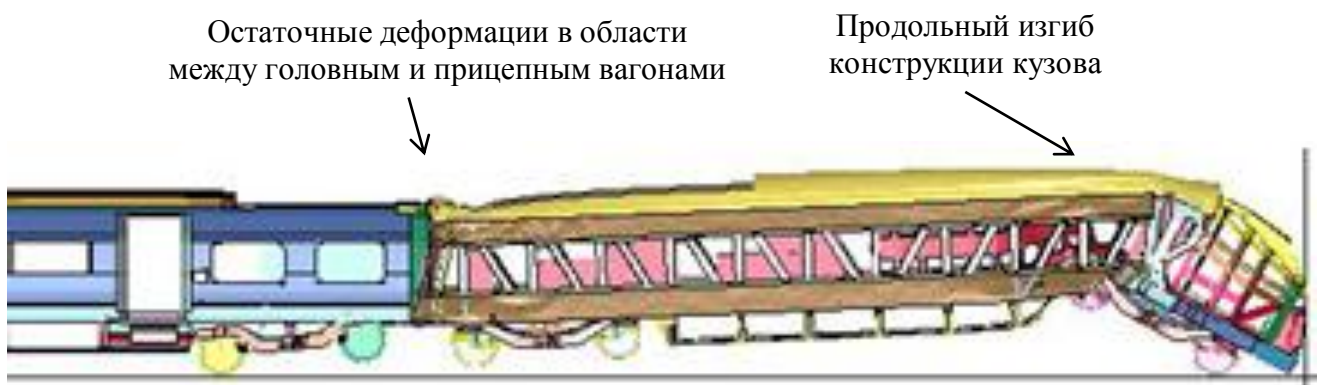 Остаточные деформации в области
между головным и прицепным вагонами
Продольный изгиб
конструкции кузова